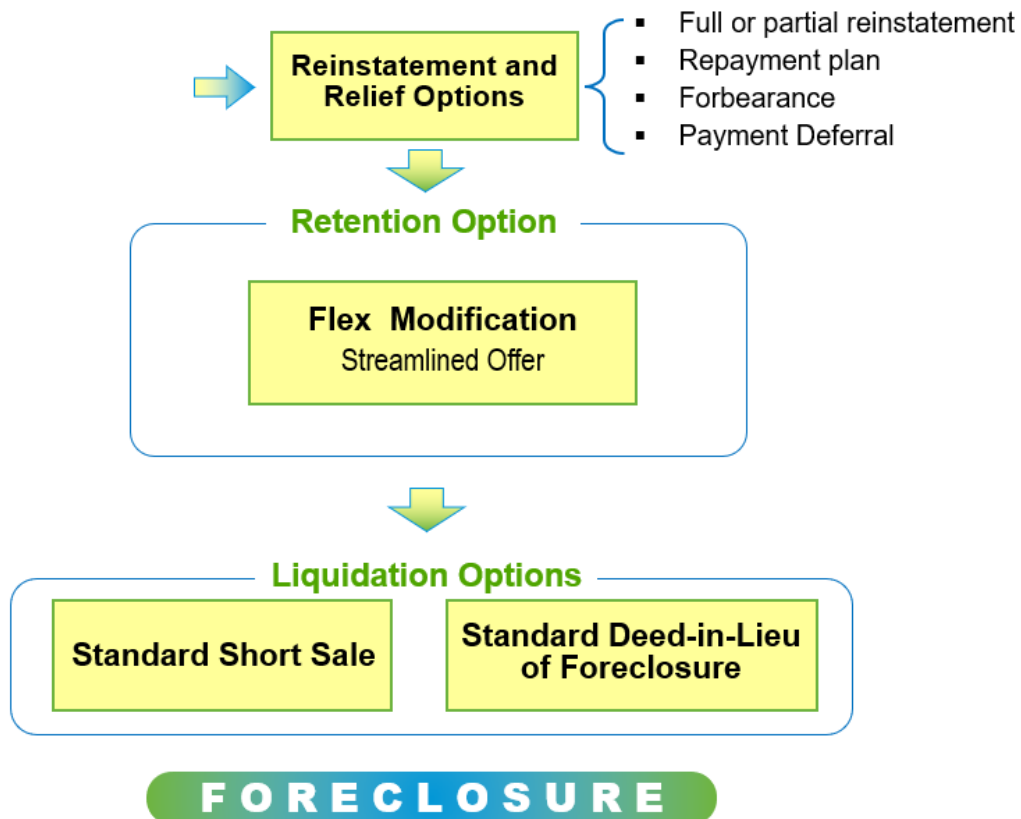 Reinstatement and
Relief Options
▪ Full or partial reinstatement
▪ Repayment plan
▪ Forbearance
▪ Payment Deferral
Retention Option
Flex Modification
Streamlined Offer
Liquidation Options
Standard Short Sale
Standard Deed-in-Lieu
of Foreclosure
FORECLOSURE